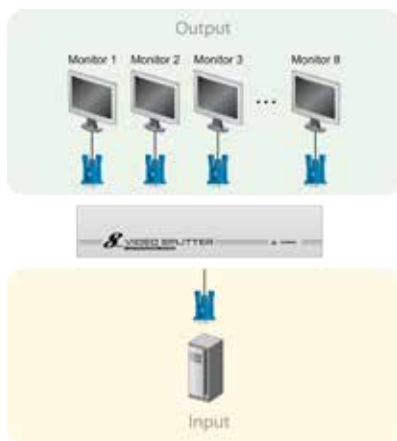 Output
Monitor 1 Monitor 2 Monitor 3 ... Monitor 8
8 VIDEO SPLITTER
Input